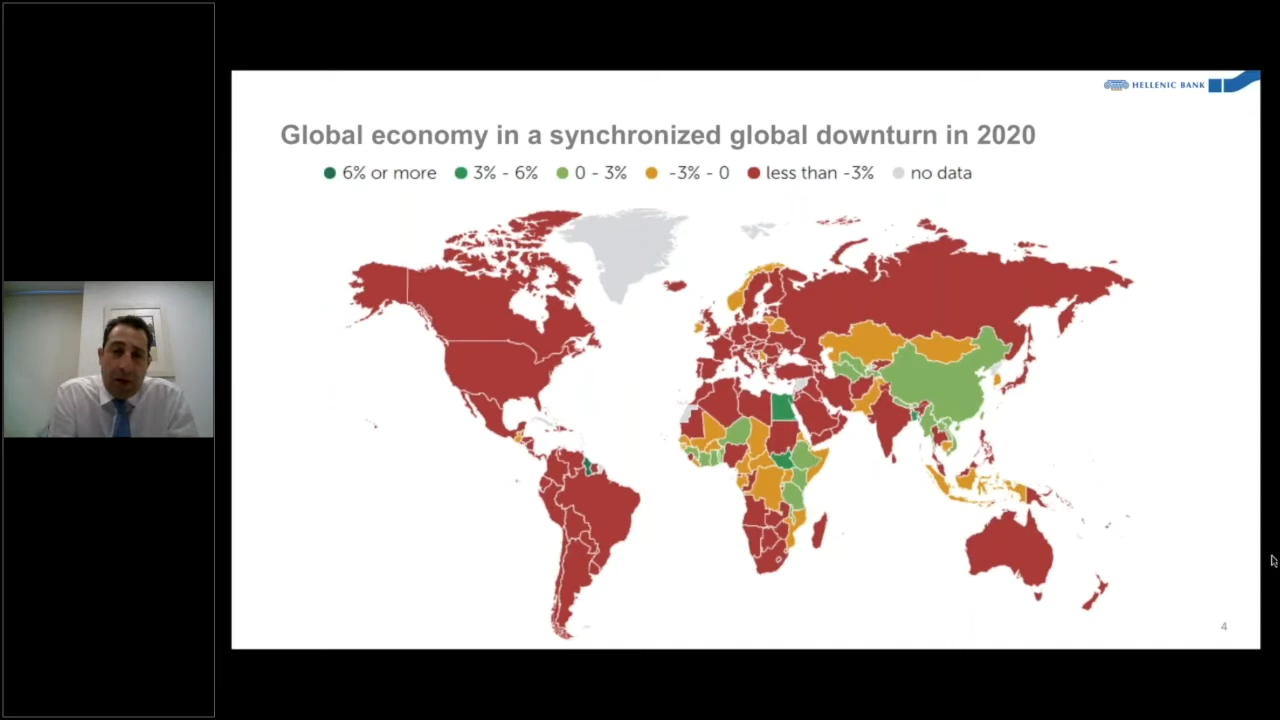 HELLENIC BANK
Global economy in a synchronized global downturn in 2020
6% or more 3% - 6% 0 - 3% -3% - 0 less than -3% no data
4